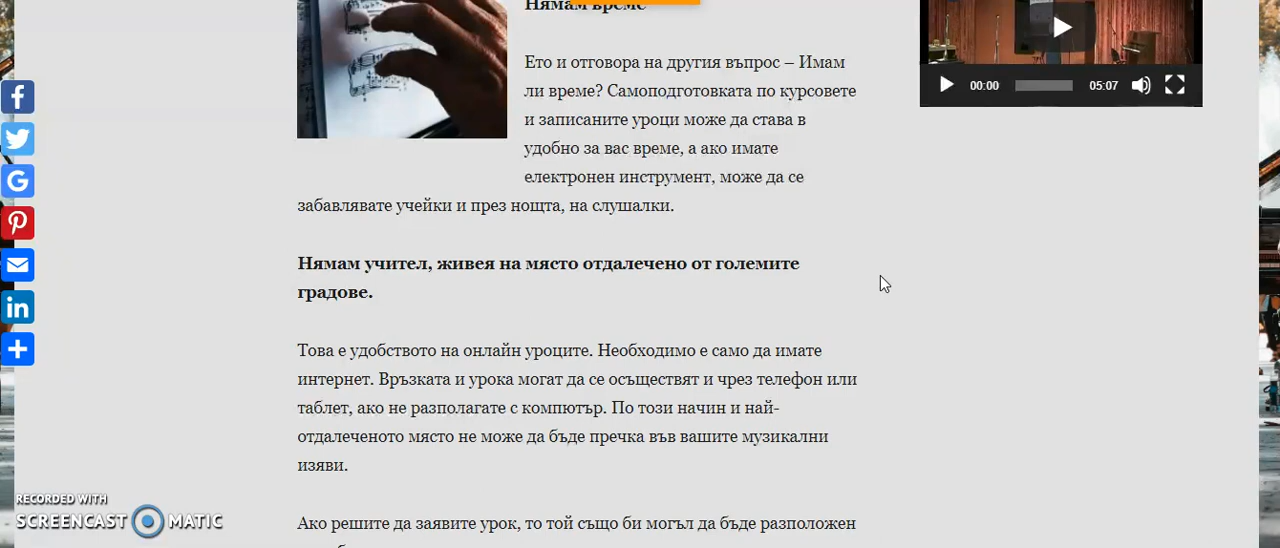 Нямам време
Ето и отговора на другия въпрос – Имам
ли време? Самоподготовката по курсовете
и записаните уроци може да става в
удобно за вас време, а ако имате
електронен инструмент, може да се
забавлявате учейки и през нощта, на слушалки.
Нямам учител, живея на място отдалечено от големите
градове.
Това е удобството на онлайн уроците. Необходимо е само да имате
интернет. Връзката и урока могат да се осъществят и чрез телефон или
таблет, ако не разполагате с компютър. По този начин и най-
отдалеченото място не може да бъде пречка във вашите музикални
изяви.
Ако решите да заявите урок, то той също би могъл да бъде разположен
00:00
05:07
RECORDED WITH
SCREENCAST MATIC